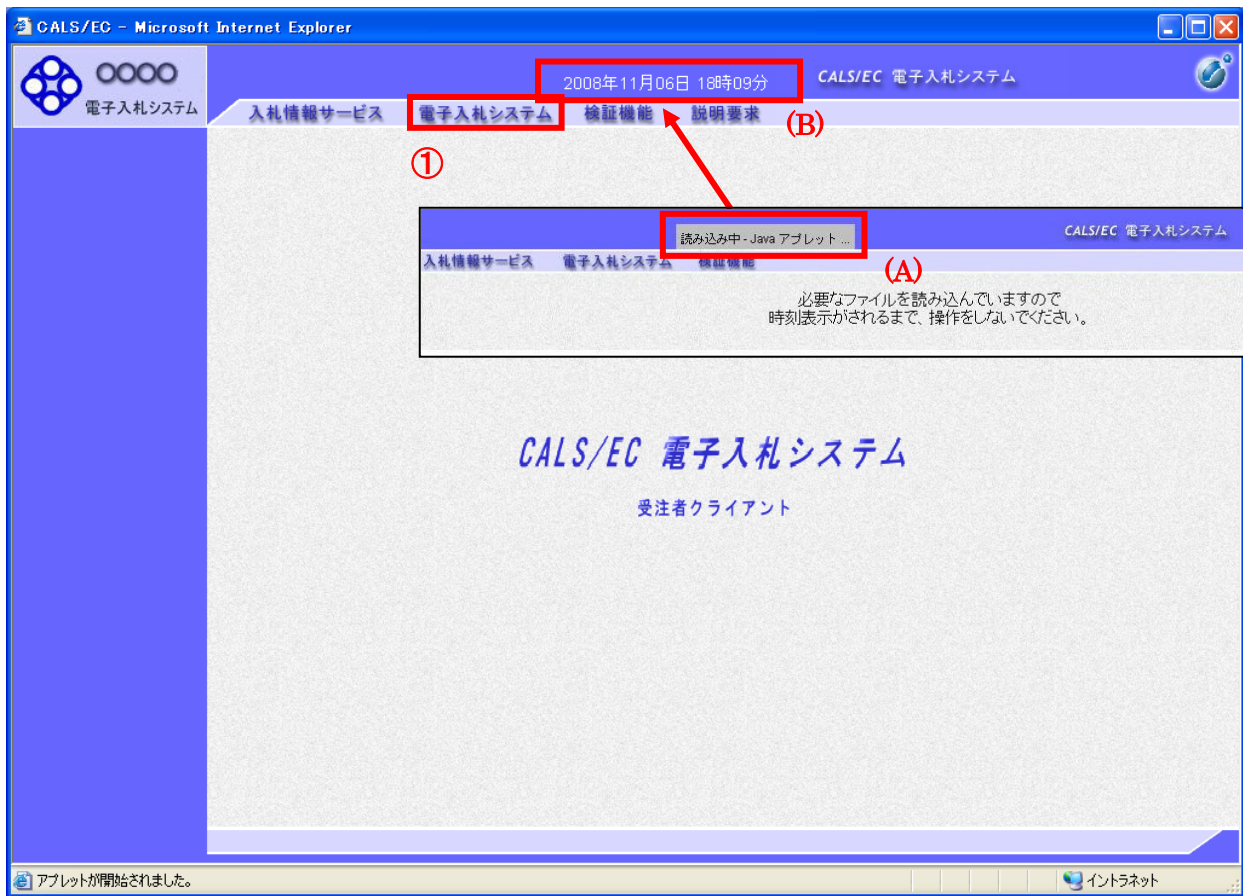 CALS/EC - Microsoft Internet Explorer
○○○○
電子入札システム
2008年11月06日 18時09分
CALS/EC 電子入札システム
入札情報サービス 電子入札システム 検証機能 説明要求
(B)
①
読み込み中 - Java アプレット ...
CALS/EC 電子入札システム
入札情報サービス 電子入札システム 検証機能
(A)
必要なファイルを読み込んでいますので
時刻表示がされるまで、操作をしないでください。
CALS/EC 電子入札システム
受注者クライアント
アプレットが開始されました。
イントラネット